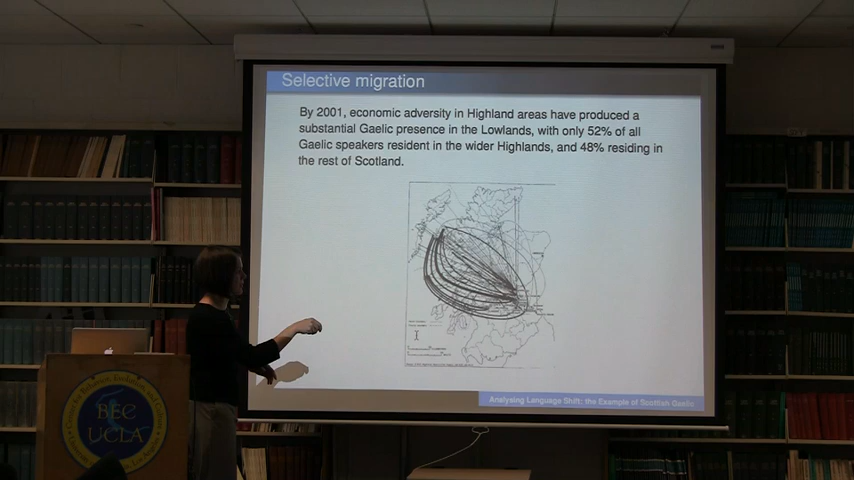 Selective migration
By 2001, economic adversity in Highland areas have produced a
substantial Gaelic presence in the Lowlands, with only 52% of all
Gaelic speakers resident in the wider Highlands, and 48% residing in
the rest of Scotland.
Analysing Language Shift: the Example of Scottish Gaelic
BEC
UCLA